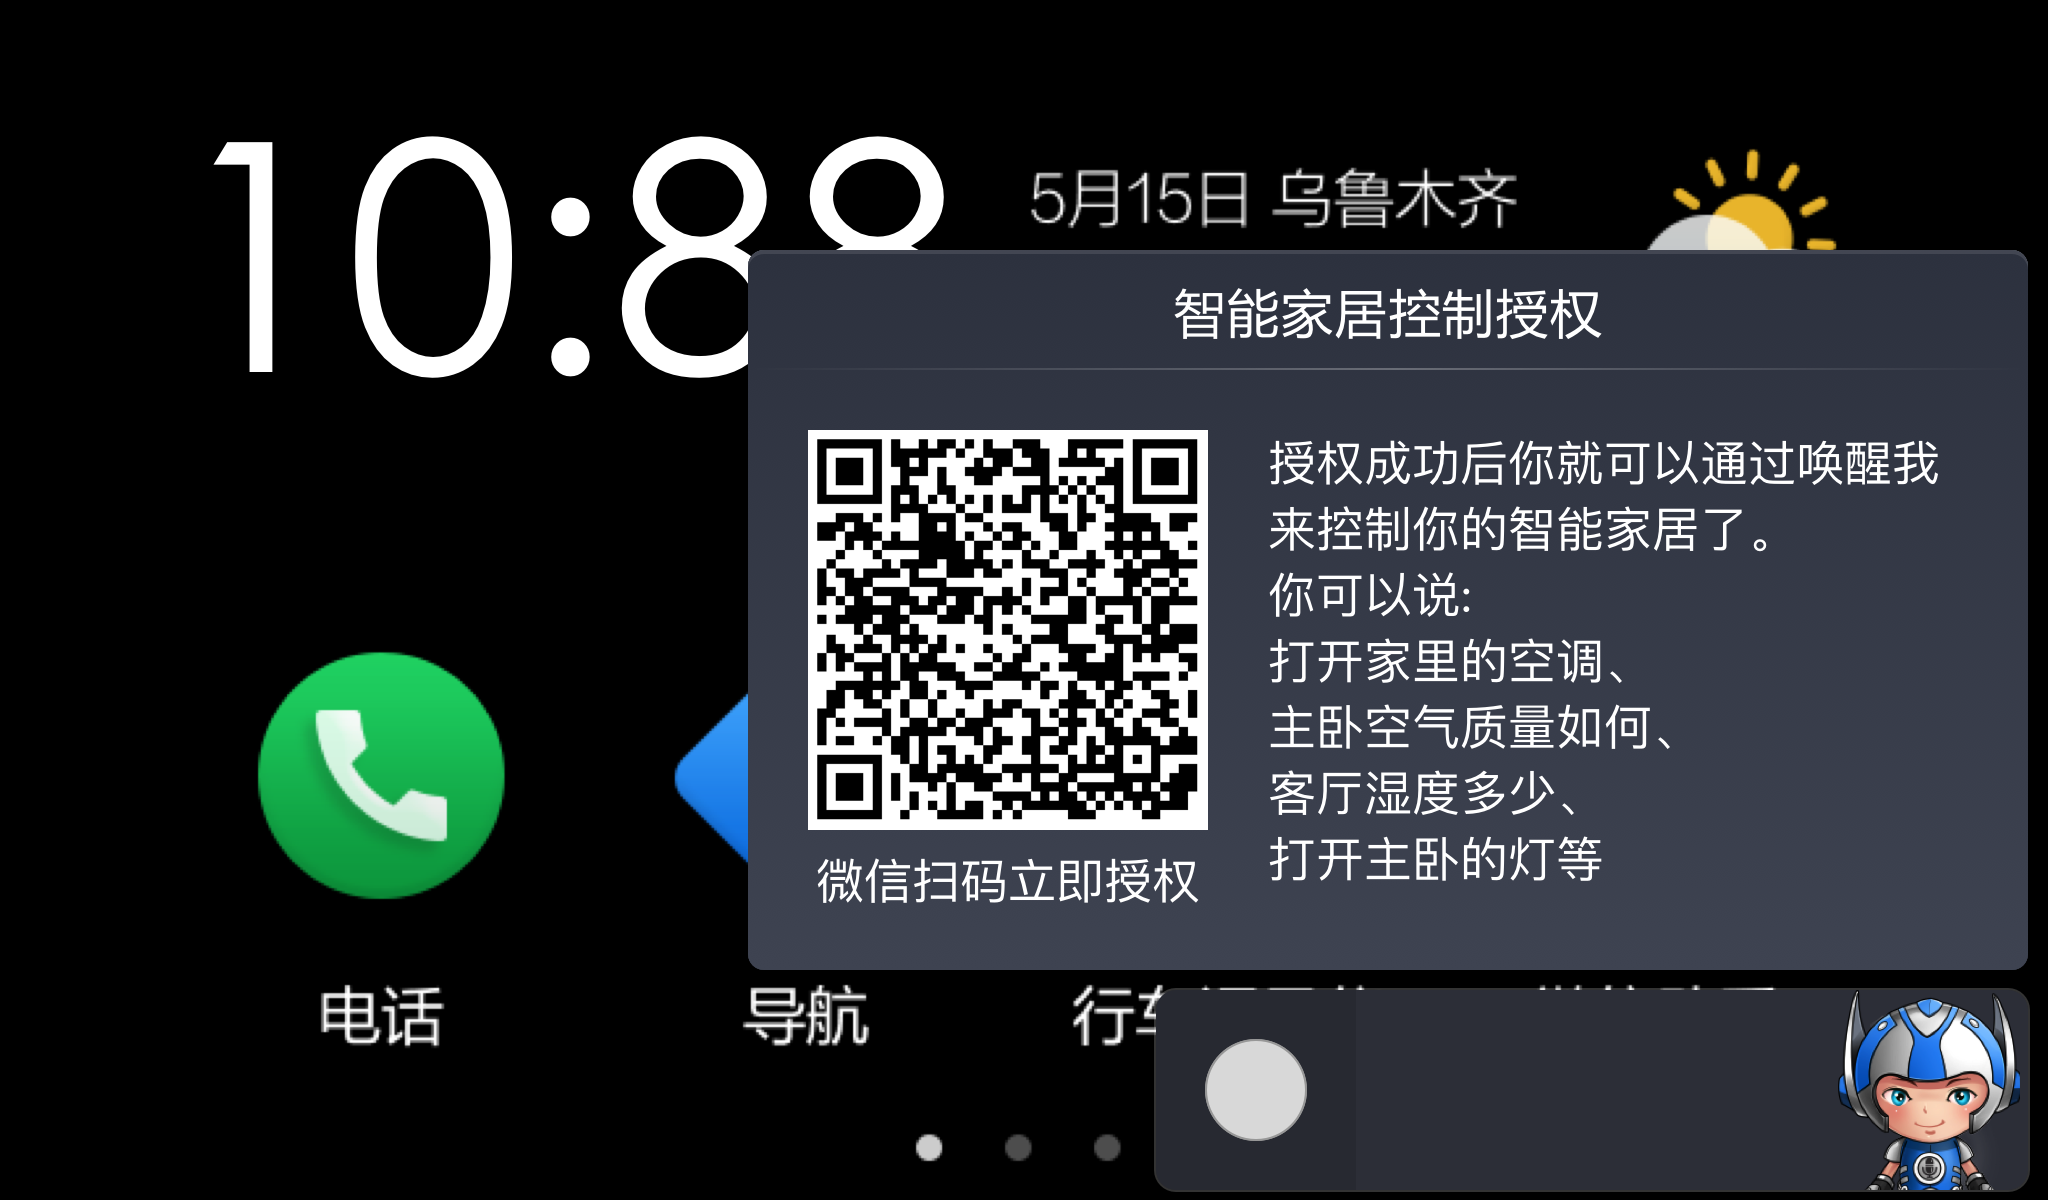 10:88
5月15日 乌鲁木齐
智能家居控制授权
授权成功后你就可以通过唤醒我
来控制你的智能家居了。
你可以说:
打开家里的空调、
主卧空气质量如何、
客厅湿度多少、
打开主卧的灯等
微信扫码立即授权
电话
导航
行车